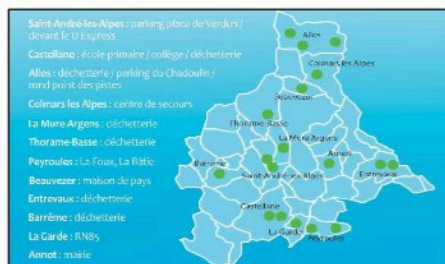 Saint-André-les-Alpes : parking place de Verdun /
devant le U Express
Castellane : école primaire / collège / déchetterie
Allos : déchetterie / parking du Chadoulin /
rond point des pistes
Colmars les Alpes : centre de secours
La Mure Argens : déchetterie
Thorame-Basse : déchetterie
Peyroules : La Foux, La Bâtie
Beauvezer : maison de pays
Entrevaux : déchetterie
Barrême : déchetterie
La Garde : RN85
Annot : mairie
Allos
Colmars les Alpes
Beauvezer
Thorame-Basse
La Mure Argens
Annot
Entrevaux
Barrême
Saint-André-les-Alpes
Castellane
La Garde
Peyroules